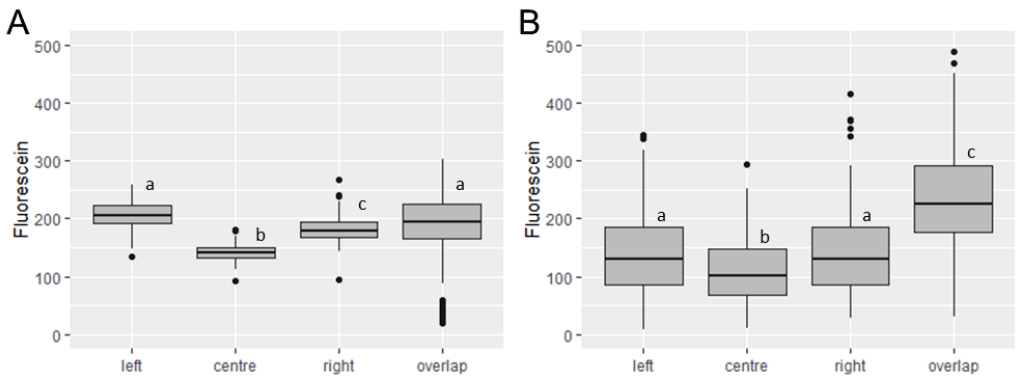 A
Fluorescein
500
400
300
200
100
0
a
b
c
a
left centre right overlap
B
Fluorescein
500
400
300
200
100
0
a
b
a
c
left centre right overlap